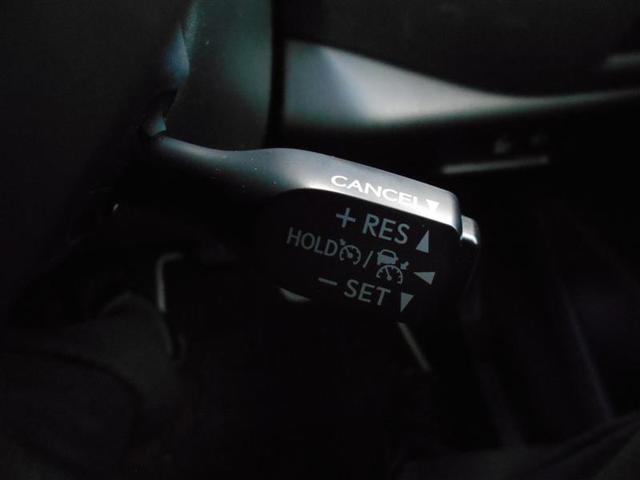 CANCEL▼
+ RES ▲
HOLD / ◄
− SET ▼